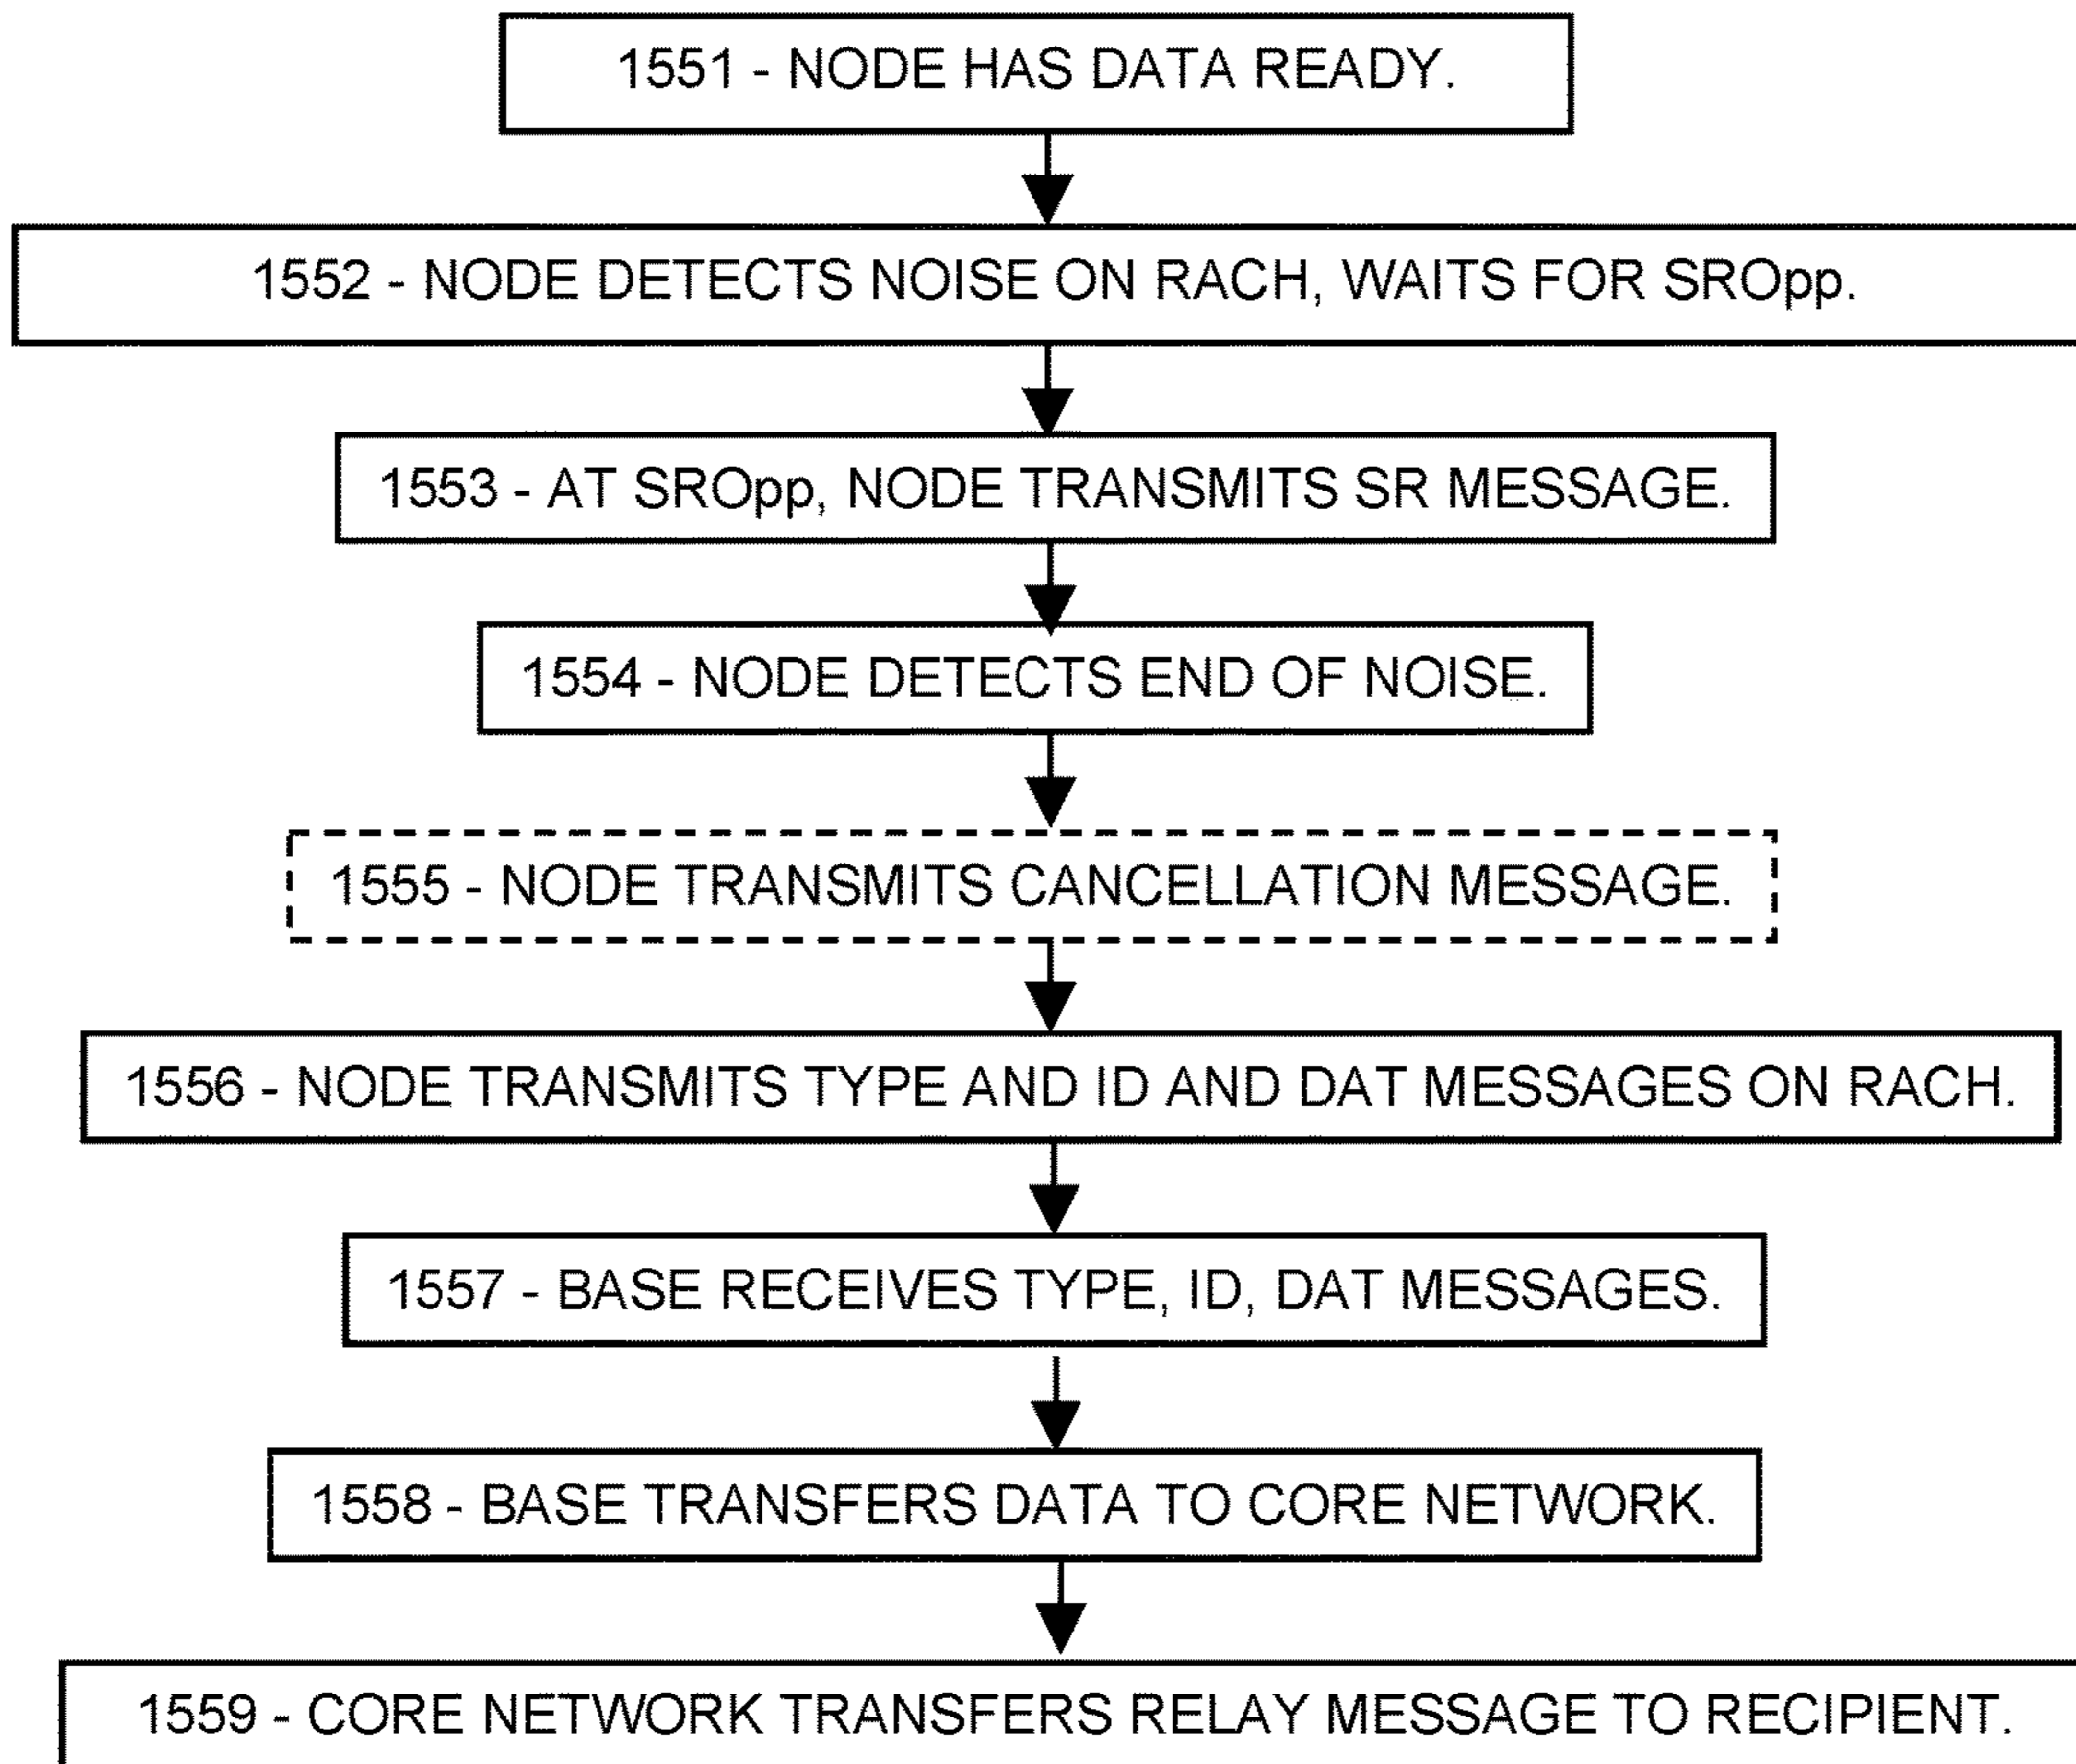 1551 - NODE HAS DATA READY.
1552 - NODE DETECTS NOISE ON RACH, WAITS FOR SROpp.
1553 - AT SROpp, NODE TRANSMITS SR MESSAGE.
1554 - NODE DETECTS END OF NOISE.
1555 - NODE TRANSMITS CANCELLATION MESSAGE.
1556 - NODE TRANSMITS TYPE AND ID AND DAT MESSAGES ON RACH.
1557 - BASE RECEIVES TYPE, ID, DAT MESSAGES.
1558 - BASE TRANSFERS DATA TO CORE NETWORK.
1559 - CORE NETWORK TRANSFERS RELAY MESSAGE TO RECIPIENT.